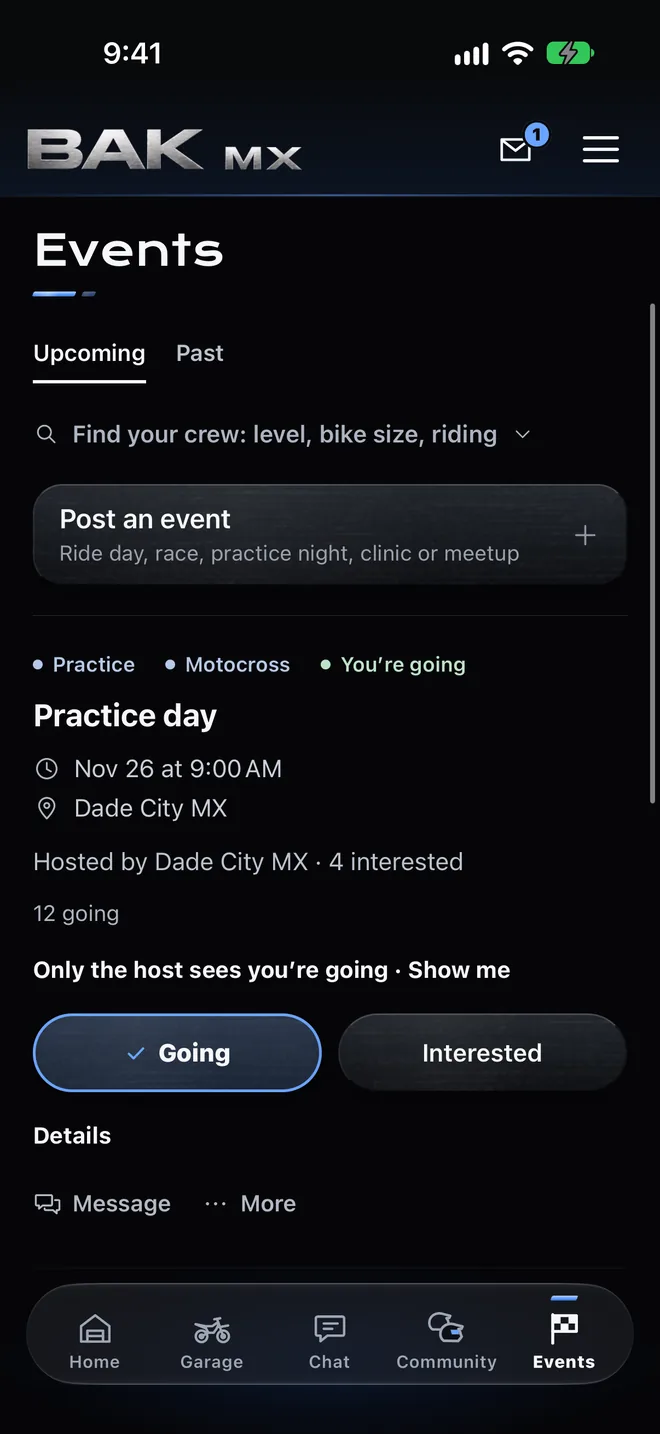 9:41
BAK MX
1
Events
Upcoming Past
Find your crew: level, bike size, riding
Post an event
Ride day, race, practice night, clinic or meetup
Practice Motocross You’re going
Practice day
Nov 26 at 9:00 AM
Dade City MX
Hosted by Dade City MX · 4 interested
12 going
Only the host sees you’re going · Show me
Going Interested
Details
Message ··· More
Home Garage Chat Community Events